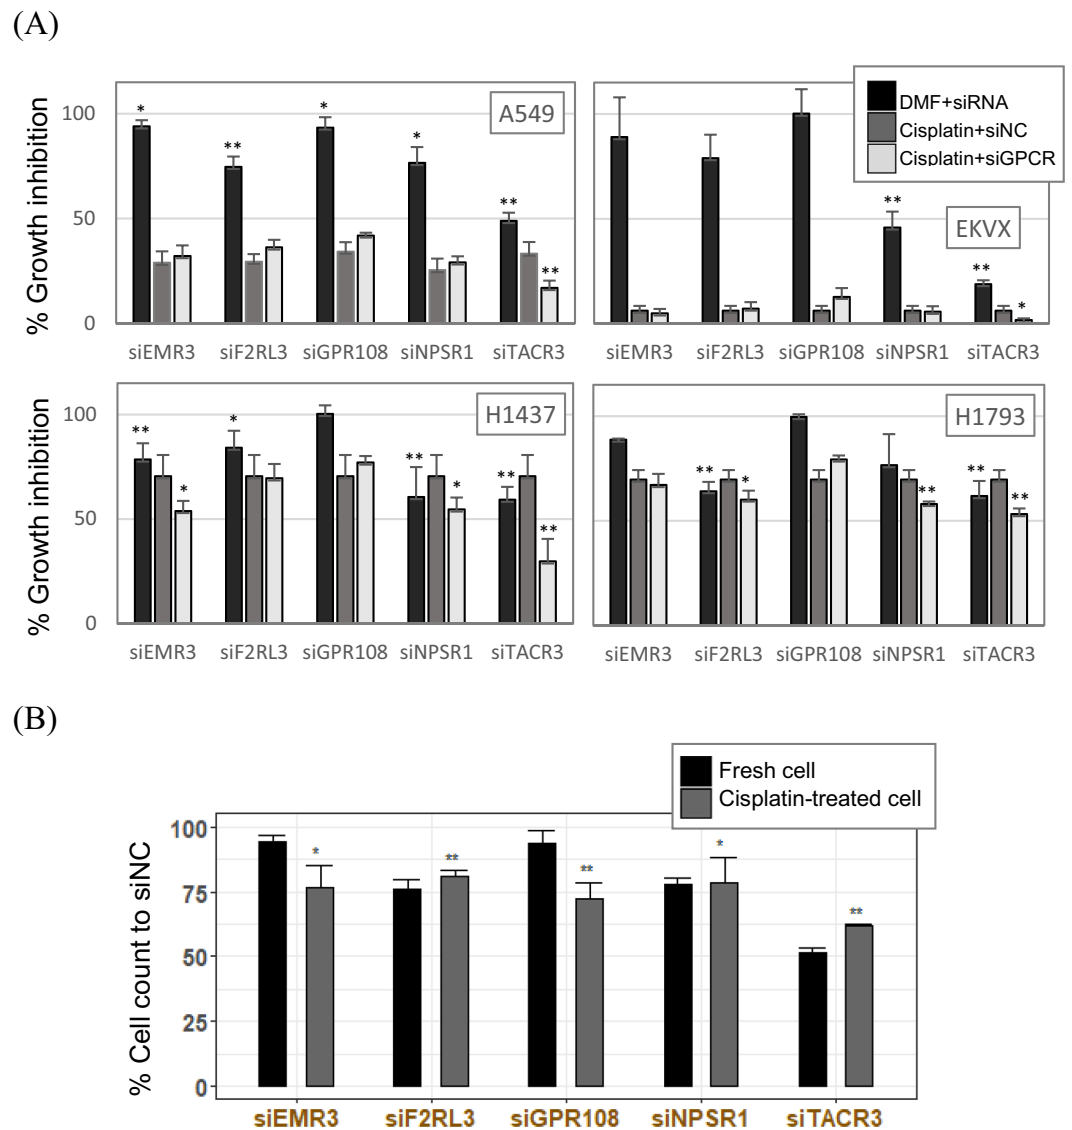 (A)
% Growth inhibition
100
50
0
* ** * * ** **
A549
siEMR3 siF2RL3 siGPR108 siNPSR1 siTACR3
DMF+siRNA
Cisplatin+siNC
Cisplatin+siGPCR
** ** *
EKVX
siEMR3 siF2RL3 siGPR108 siNPSR1 siTACR3
% Growth inhibition
100
50
0
** * * ** * ** **
H1437
siEMR3 siF2RL3 siGPR108 siNPSR1 siTACR3
** * ** ** **
H1793
siEMR3 siF2RL3 siGPR108 siNPSR1 siTACR3
(B)
Fresh cell
Cisplatin-treated cell
% Cell count to siNC
100
75
50
25
0
* ** ** * **
siEMR3 siF2RL3 siGPR108 siNPSR1 siTACR3